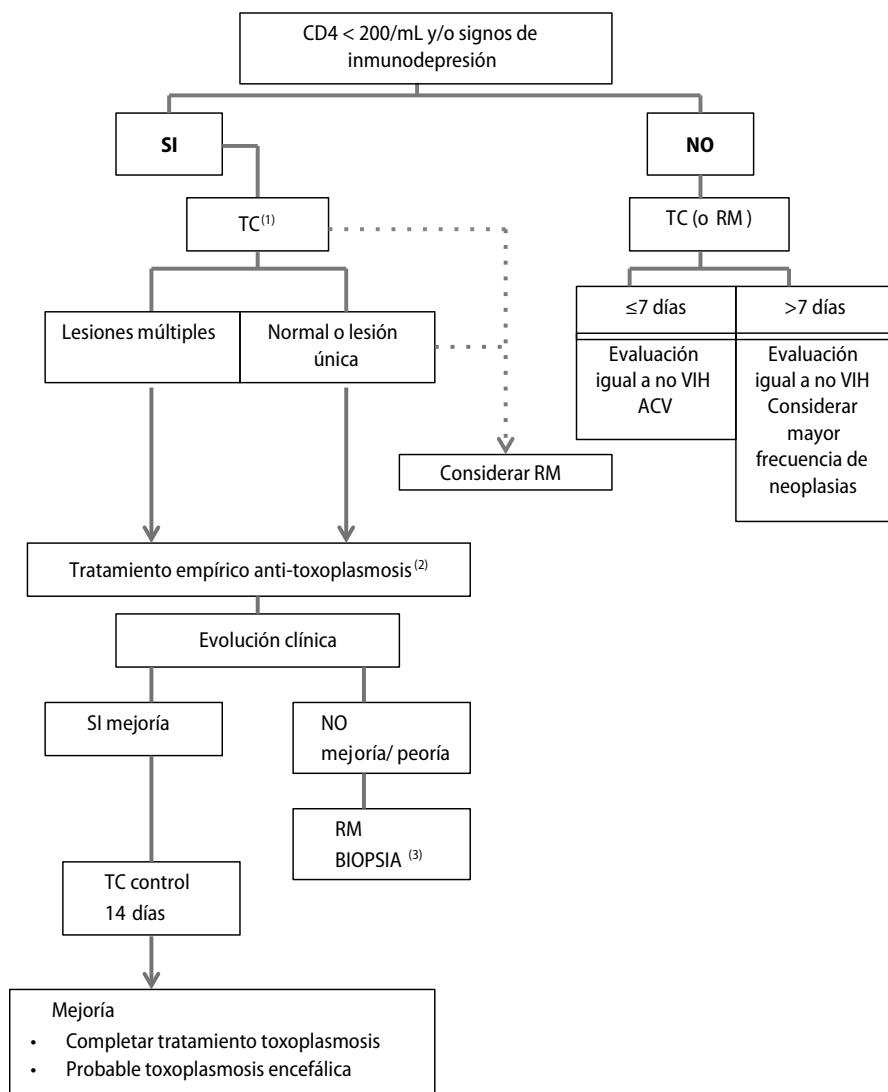 CD4 < 200/mL y/o signos de
inmunodepresión
SI
NO
TC(1)
TC (o RM )
Lesiones múltiples
Normal o lesión
única
≤7 días
>7 días
Evaluación
igual a no VIH
ACV
Evaluación
igual a no VIH
Considerar
mayor
frecuencia de
neoplasias
Considerar RM
Tratamiento empírico anti-toxoplasmosis(2)
Evolución clínica
SI mejoría
NO
mejoría/ peoría
RM
BIOPSIA (3)
TC control
14 días
Mejoría
• Completar tratamiento toxoplasmosis
• Probable toxoplasmosis encefálica